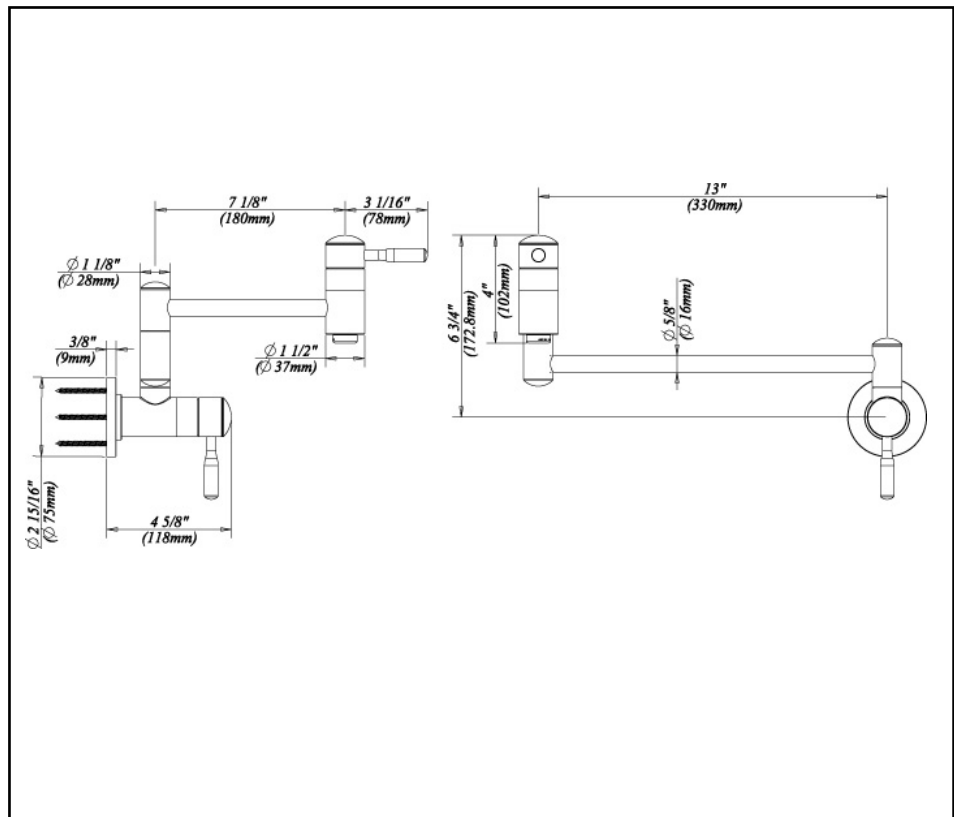 7 1/8"
(180mm)
3 1/16"
(78mm)
Ø 1 1/8"
(Ø 28mm)
3/8"
(9mm)
Ø 1 1/2"
(Ø 37mm)
Ø 2 15/16"
(Ø 75mm)
4 5/8"
(118mm)
13"
(330mm)
4"
(102mm)
6 3/4"
(172.8mm)
Ø 5/8"
(Ø 16mm)